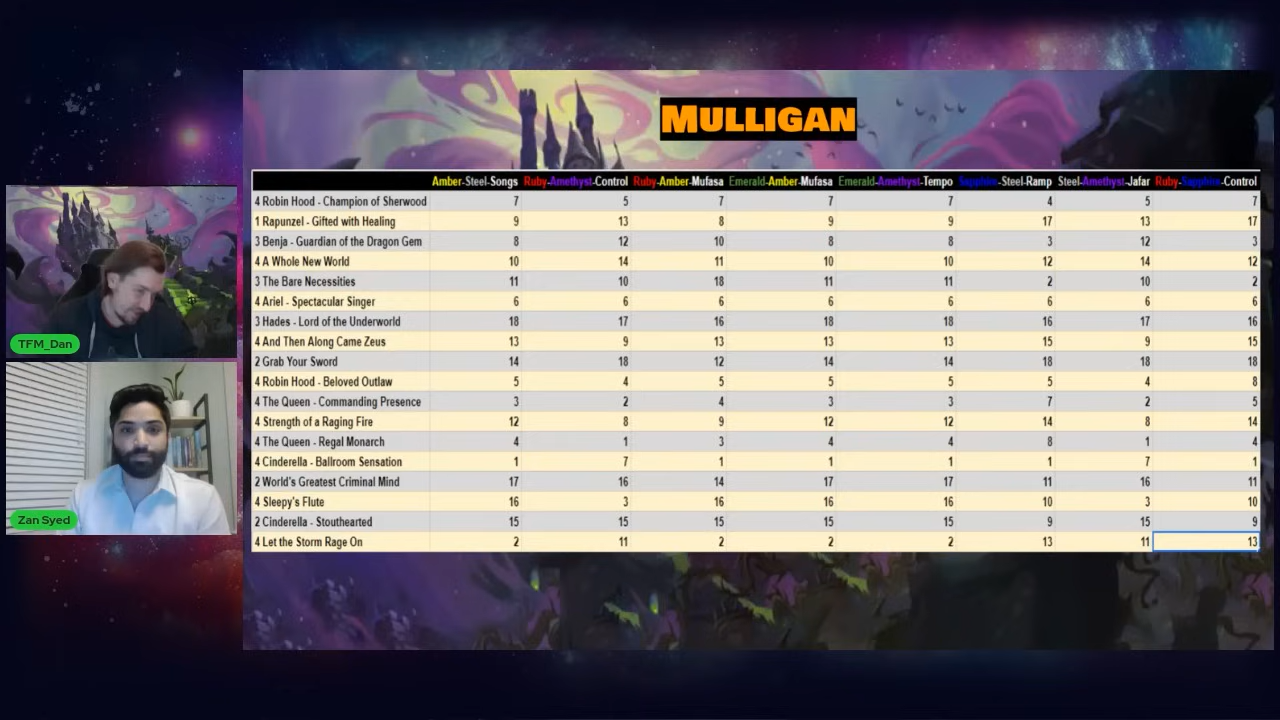 MULLIGAN
Amber-Steel-Songs Ruby-Amethyst-Control Ruby-Amber-Mufasa Emerald-Amber-Mufasa Emerald-Amethyst-Tempo Sapphire-Steel-Ramp Steel-Amethyst-Jafar Ruby-Sapphire-Control
4 Robin Hood - Champion of Sherwood 7 5 7 7 7 4 5 7
1 Rapunzel - Gifted with Healing 9 13 8 9 9 17 13 17
3 Benja - Guardian of the Dragon Gem 8 12 10 8 8 3 12 3
4 A Whole New World 10 14 11 10 10 12 14 12
3 The Bare Necessities 11 10 18 11 11 2 10 2
4 Ariel - Spectacular Singer 6 6 6 6 6 6 6 6
3 Hades - Lord of the Underworld 18 17 16 18 18 16 17 16
4 And Then Along Came Zeus 13 9 13 13 13 15 9 15
2 Grab Your Sword 14 18 12 14 14 18 18 18
4 Robin Hood - Beloved Outlaw 5 4 5 5 5 5 4 8
4 The Queen - Commanding Presence 3 2 4 3 3 7 2 5
4 Strength of a Raging Fire 12 8 9 12 12 14 8 14
4 The Queen - Regal Monarch 4 1 3 4 4 8 1 4
4 Cinderella - Ballroom Sensation 1 7 1 1 1 1 7 1
2 World's Greatest Criminal Mind 17 16 14 17 17 11 16 11
4 Sleepy's Flute 16 3 16 16 16 10 3 10
2 Cinderella - Stouthearted 15 15 15 15 15 9 15 9
4 Let the Storm Rage On 2 11 2 2 2 13 11 13
TFM_Dan
Zan Syed